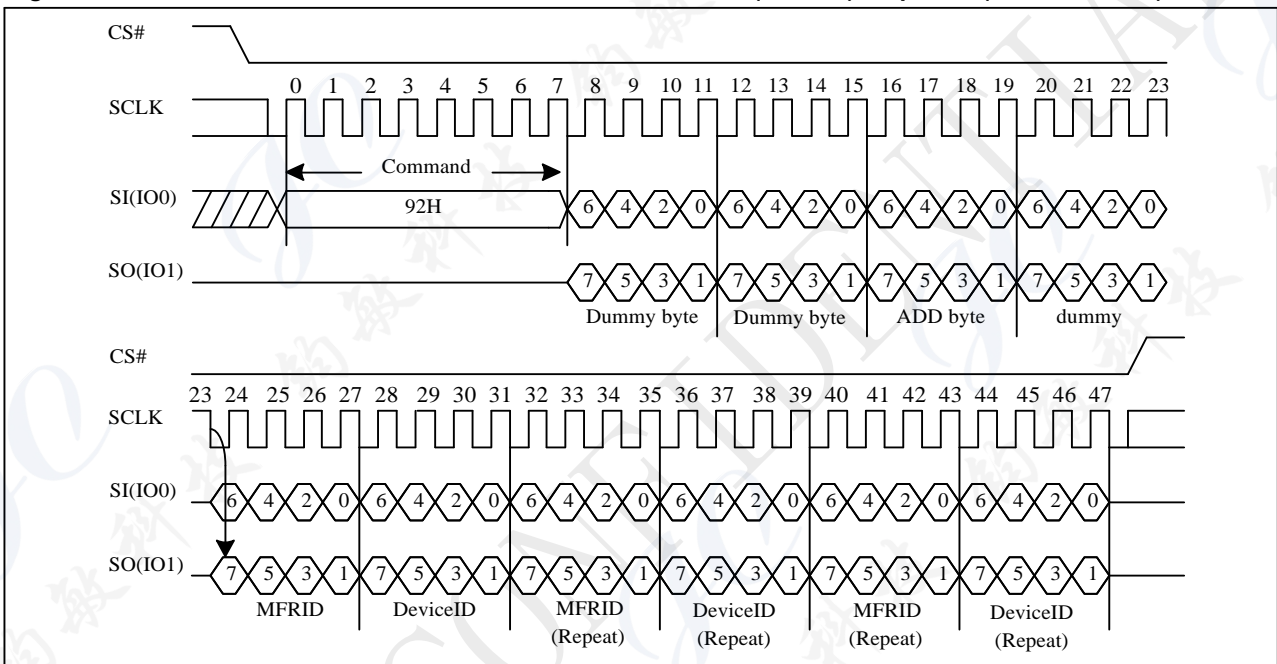 CS#
0 1 2 3 4 5 6 7 8 9 10 11 12 13 14 15 16 17 18 19 20 21 22 23
SCLK
Command
SI(IO0)
92H
6 4 2 0 6 4 2 0 6 4 2 0 6 4 2 0
SO(IO1)
7 5 3 1 7 5 3 1 7 5 3 1 7 5 3 1
Dummy byte Dummy byte ADD byte dummy
CS#
23 24 25 26 27 28 29 30 31 32 33 34 35 36 37 38 39 40 41 42 43 44 45 46 47
SCLK
SI(IO0)
6 4 2 0 6 4 2 0 6 4 2 0 6 4 2 0 6 4 2 0 6 4 2 0
SO(IO1)
7 5 3 1 7 5 3 1 7 5 3 1 7 5 3 1 7 5 3 1 7 5 3 1
MFRID DeviceID MFRID DeviceID MFRID DeviceID
(Repeat) (Repeat) (Repeat) (Repeat)
CONFIDENTIA